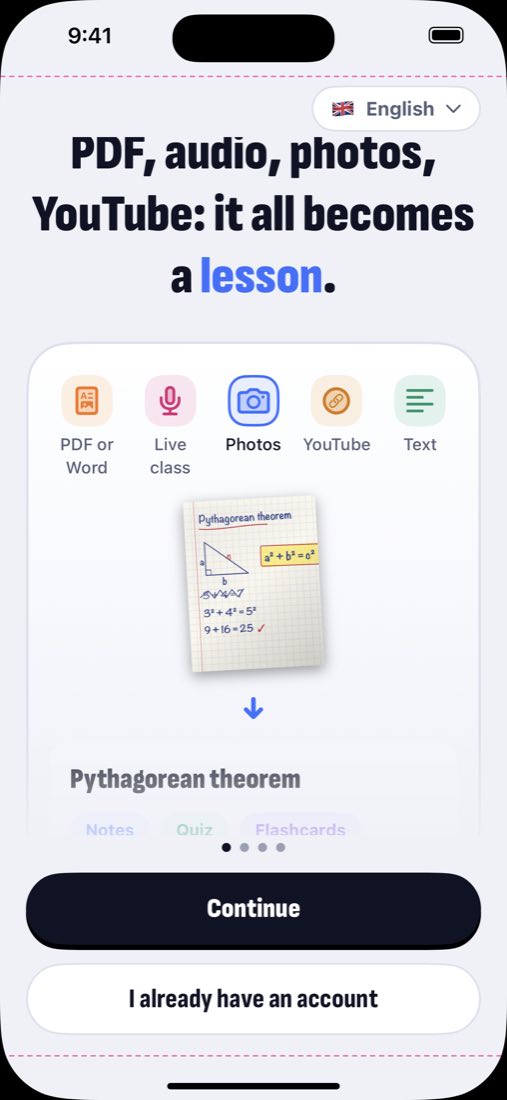 9:41
English
PDF, audio, photos,
YouTube: it all becomes
a lesson.
PDF or
Word
Live
class
Photos
YouTube
Text
Pythagorean theorem
a
b
a² + b² = c²
3² + 4² = 5²
9 + 16 = 25 ✓
Pythagorean theorem
Notes
Quiz
Flashcards
Continue
I already have an account